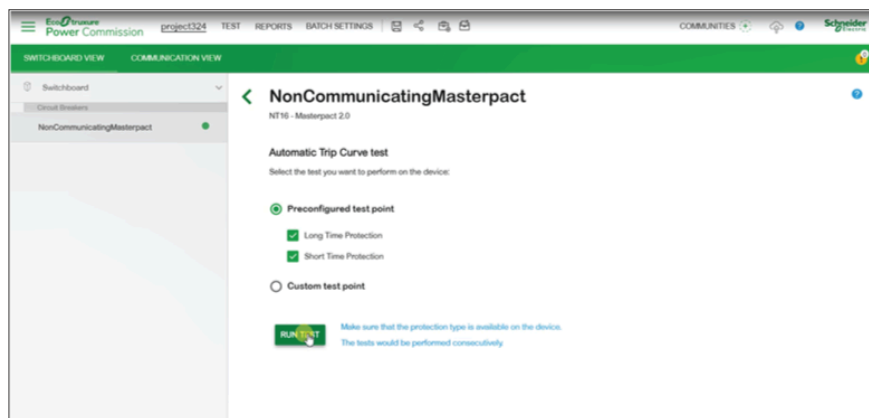 EcoStruxure
Power Commission
project324 TEST REPORTS BATCH SETTINGS COMMUNITIES
Schneider
Electric
SWITCHBOARD VIEW COMMUNICATION VIEW
Switchboard
Circuit Breakers
NonCommunicatingMasterpact
NonCommunicatingMasterpact
NT16 - Masterpact 2.0
Automatic Trip Curve test
Select the test you want to perform on the device:
Preconfigured test point
Long Time Protection
Short Time Protection
Custom test point
RUN TEST
Make sure that the protection type is available on the device.
The tests would be performed consecutively.